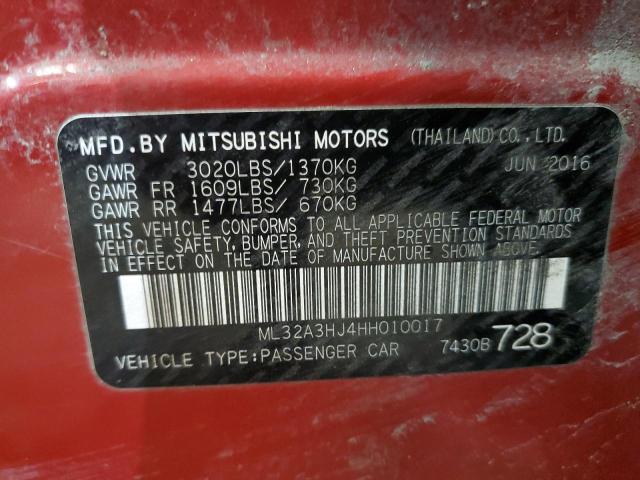 MFD.BY MITSUBISHI MOTORS (THAILAND) CO., LTD.
GVWR 3020LBS/1370KG JUN 2016
GAWR FR 1609LBS/ 730KG
GAWR RR 1477LBS/ 670KG
THIS VEHICLE CONFORMS TO ALL APPLICABLE FEDERAL MOTOR
VEHICLE SAFETY, BUMPER, AND THEFT PREVENTION STANDARDS
IN EFFECT ON THE DATE OF MANUFACTURE SHOWN ABOVE.
ML32A3HJ4HH010017
VEHICLE TYPE:PASSENGER CAR 7430B 728